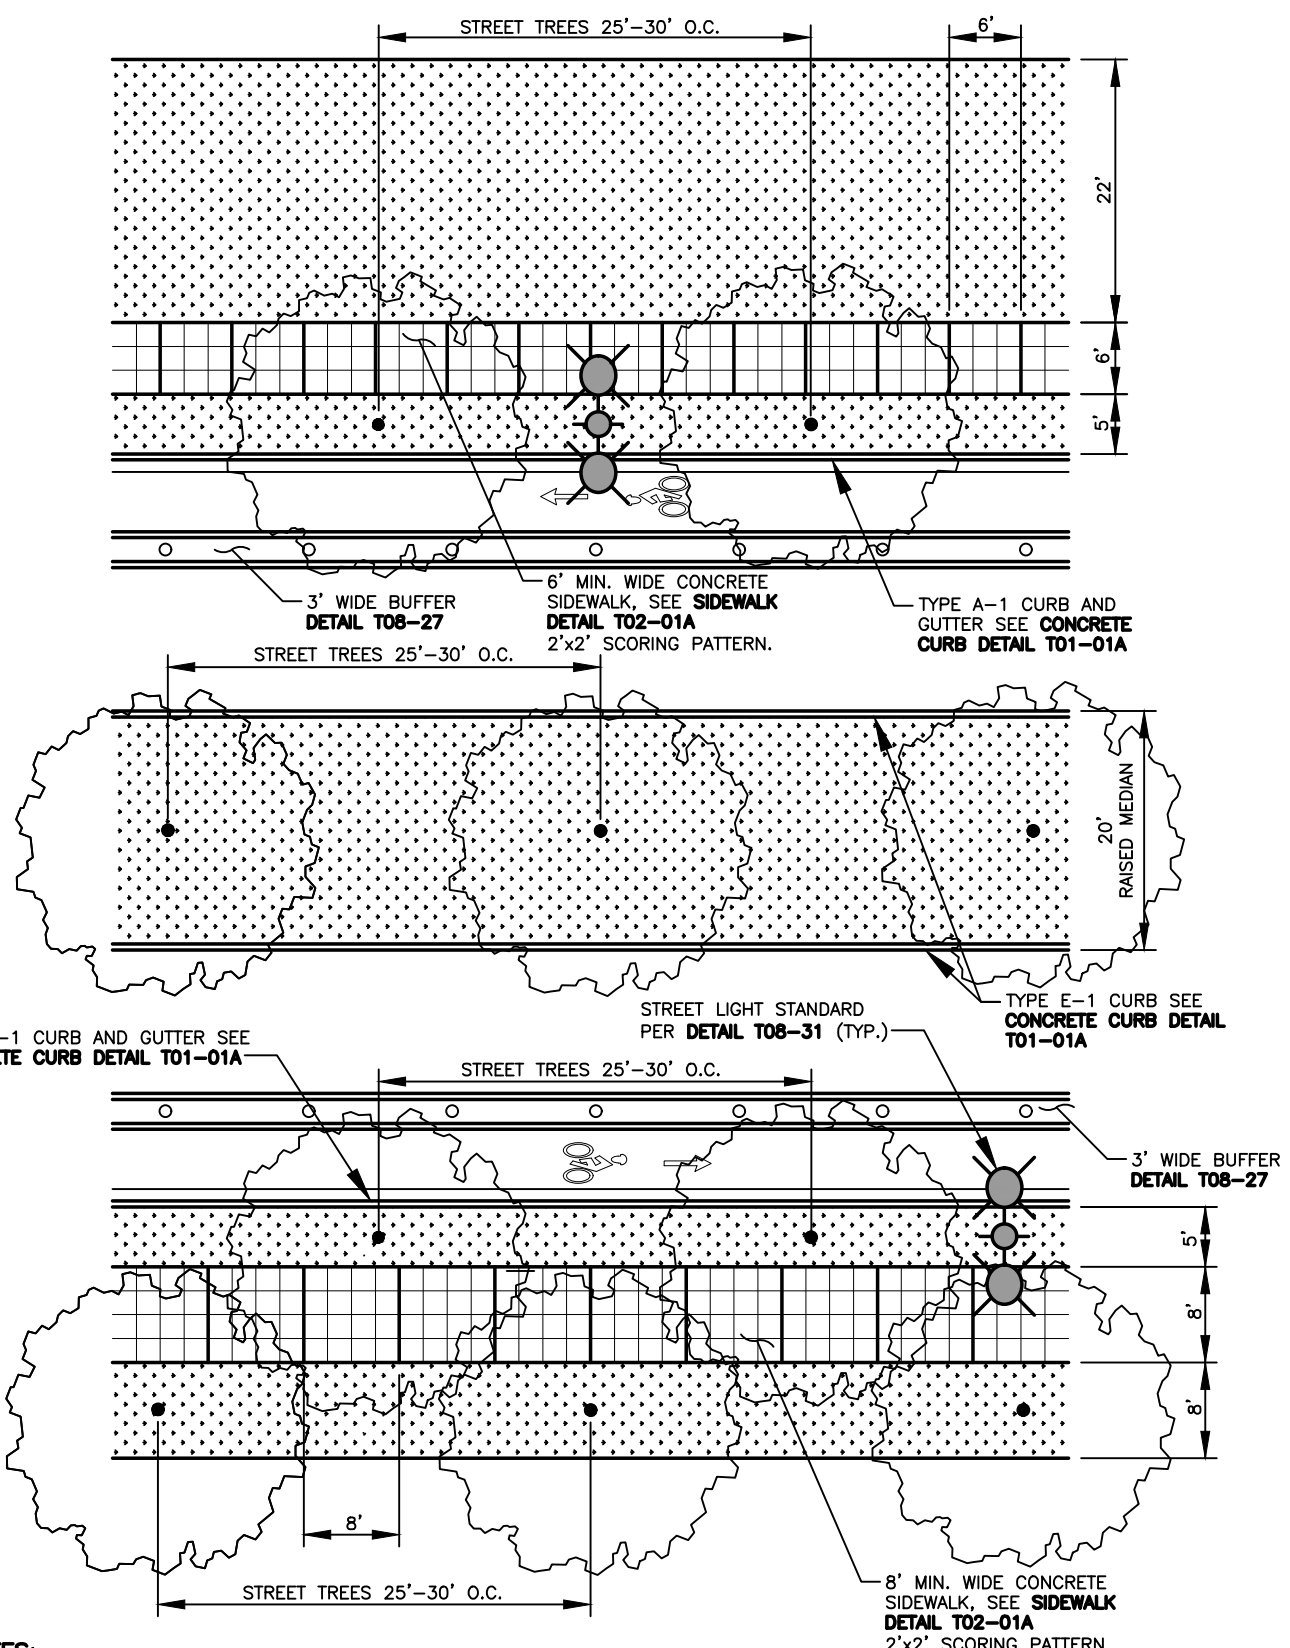 STREET TREES 25'-30' O.C.
6'
22'
6'
5'
3' WIDE BUFFER
DETAIL T08-27
6' MIN. WIDE CONCRETE
SIDEWALK, SEE SIDEWALK
DETAIL T02-01A
2'x2' SCORING PATTERN.
TYPE A-1 CURB AND
GUTTER SEE CONCRETE
CURB DETAIL T01-01A
STREET TREES 25'-30' O.C.
20'
RAISED MEDIAN
TYPE E-1 CURB SEE
CONCRETE CURB DETAIL
T01-01A
STREET LIGHT STANDARD
PER DETAIL T08-31 (TYP.)
-1 CURB AND GUTTER SEE
CURB DETAIL T01-01A
STREET TREES 25'-30' O.C.
3' WIDE BUFFER
DETAIL T08-27
5'
8'
8'
8'
STREET TREES 25'-30' O.C.
8' MIN. WIDE CONCRETE
SIDEWALK, SEE SIDEWALK
DETAIL T02-01A
2'x2' SCORING PATTERN